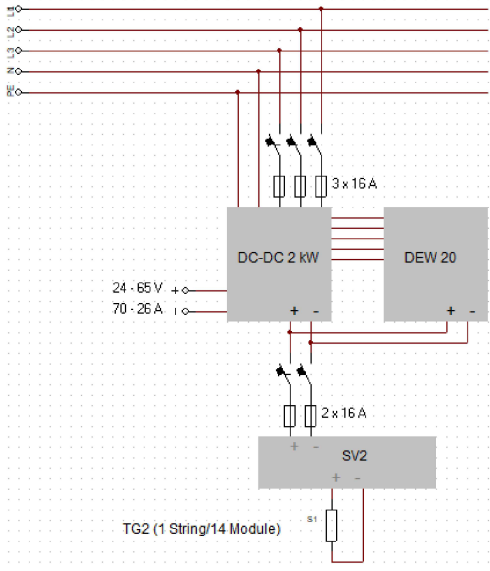 L1
L2
L3
N
PE
3 x 16 A
DC-DC 2 kW
DEW 20
24 - 65 V +
70 - 26 A -
+ -
+ -
2 x 16 A
+ -
SV2
+ -
S1
TG2 (1 String/14 Module)